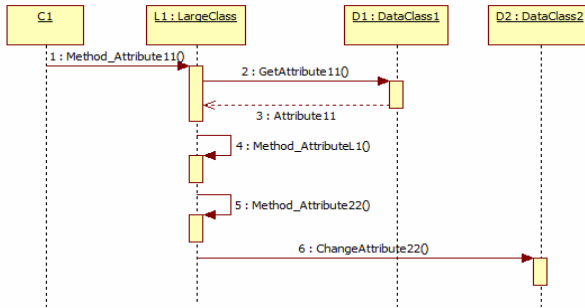 C1
L1 : LargeClass
D1 : DataClass1
D2 : DataClass2
1 : Method_Attribute11()
2 : GetAttribute11()
3 : Attribute11
4 : Method_AttributeL1()
5 : Method_Attribute22()
6 : ChangeAttribute22()